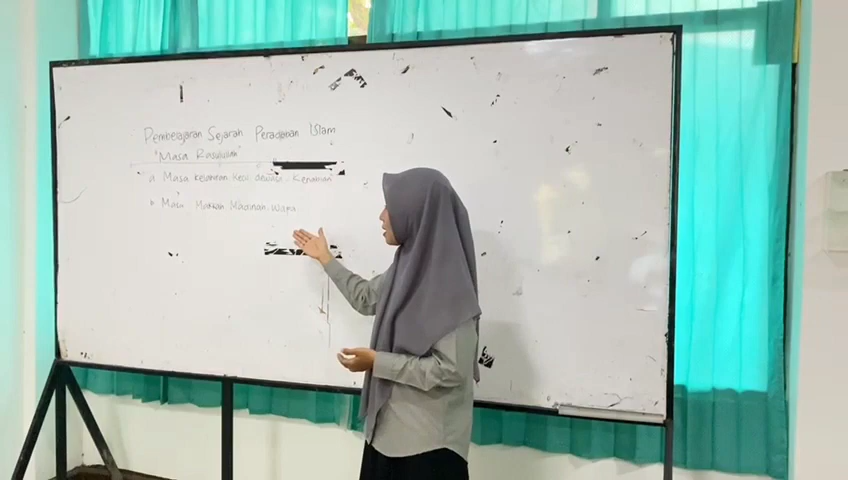 Pembelajaran Sejarah Peradaban Islam
"Masa Rasulullah"
a Masa kelahiran. Kecil dewasa. Kenabian
b Masa Makkah Madinah. Wafat